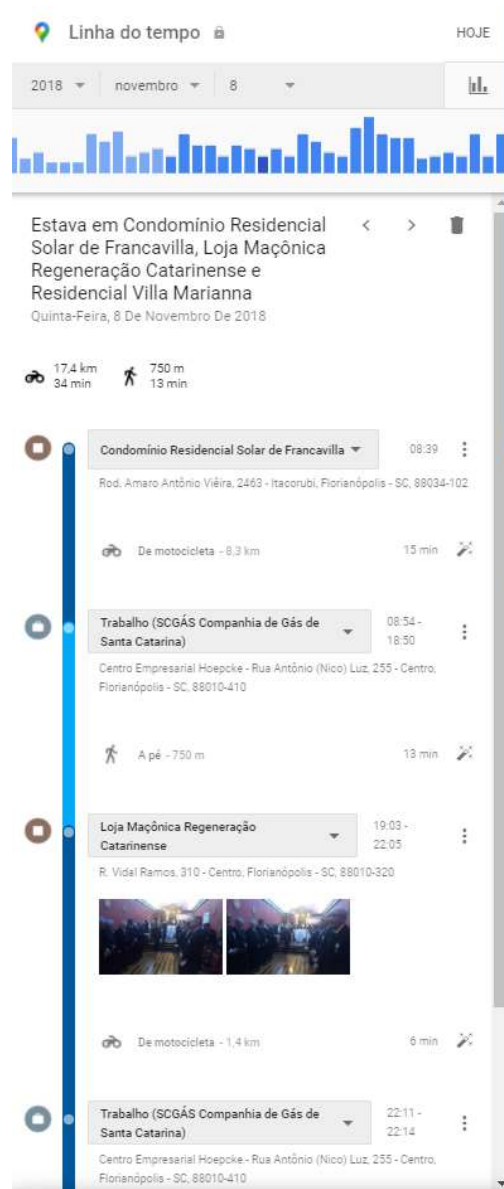 Linha do tempo
HOJE
2018 novembro 8
Estava em Condomínio Residencial
Solar de Francavilla, Loja Maçônica
Regeneração Catarinense e
Residencial Villa Marianna
Quinta-Feira, 8 De Novembro De 2018
17,4 km 750 m
34 min 13 min
Condomínio Residencial Solar de Francavilla 08:39
Rod. Amaro Antônio Viêira, 2463 - Itacorubi, Florianópolis - SC, 88034-102
De motocicleta - 8,3 km 15 min
Trabalho (SCGÁS Companhia de Gás de 08:54 -
Santa Catarina) 18:50
Centro Empresarial Hoepcke - Rua Antônio (Nico) Luz, 255 - Centro,
Florianópolis - SC, 88010-410
A pé - 750 m 13 min
Loja Maçônica Regeneração 19:03 -
Catarinense 22:05
R. Vidal Ramos, 310 - Centro, Florianópolis - SC, 88010-320
De motocicleta - 1,4 km 6 min
Trabalho (SCGÁS Companhia de Gás de 22:11 -
Santa Catarina) 22:14
Centro Empresarial Hoepcke - Rua Antônio (Nico) Luz, 255 - Centro,
Florianópolis - SC, 88010-410